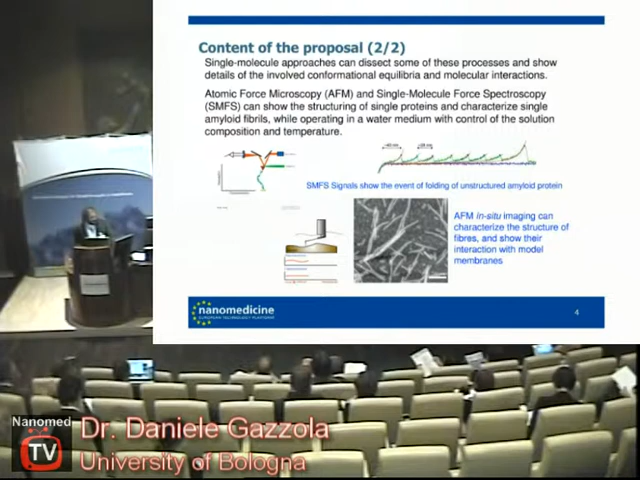 Content of the proposal (2/2)
Single-molecule approaches can dissect some of these processes and show
details of the involved conformational equilibria and molecular interactions.
Atomic Force Microscopy (AFM) and Single-Molecule Force Spectroscopy
(SMFS) can show the structuring of single proteins and characterize single
amyloid fibrils, while operating in a water medium with control of the solution
composition and temperature.
SMFS Signals show the event of folding of unstructured amyloid protein
AFM in-situ imaging can
characterize the structure of
fibres, and show their
interaction with model
membranes
nanomedicine
EUROPEAN TECHNOLOGY PLATFORM
4
Nanomed
TV
Dr. Daniele Gazzola
University of Bologna